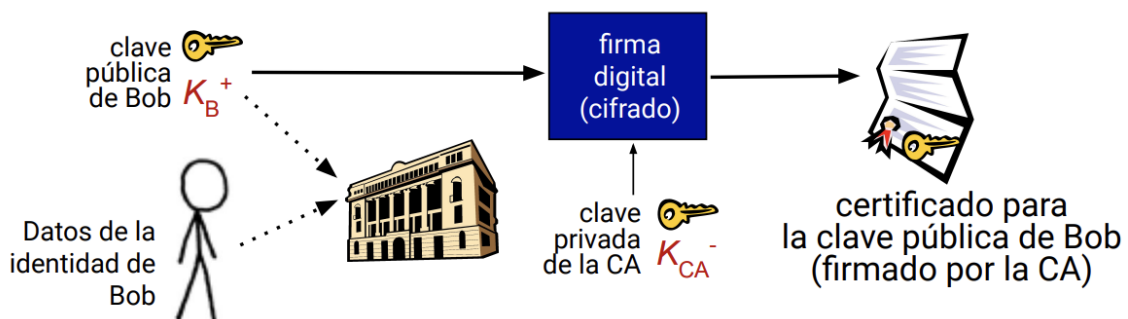 clave
pública
de Bob K_B^+
Datos de la
identidad de
Bob
firma
digital
(cifrado)
clave
privada
de la CA K_CA^-
certificado para
la clave pública de Bob
(firmado por la CA)